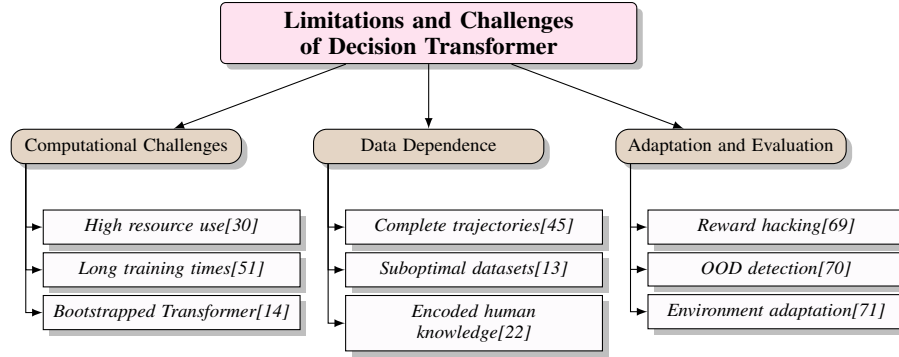 Limitations and Challenges
of Decision Transformer
Computational Challenges
High resource use[30]
Long training times[51]
Bootstrapped Transformer[14]
Data Dependence
Complete trajectories[45]
Suboptimal datasets[13]
Encoded human
knowledge[22]
Adaptation and Evaluation
Reward hacking[69]
OOD detection[70]
Environment adaptation[71]